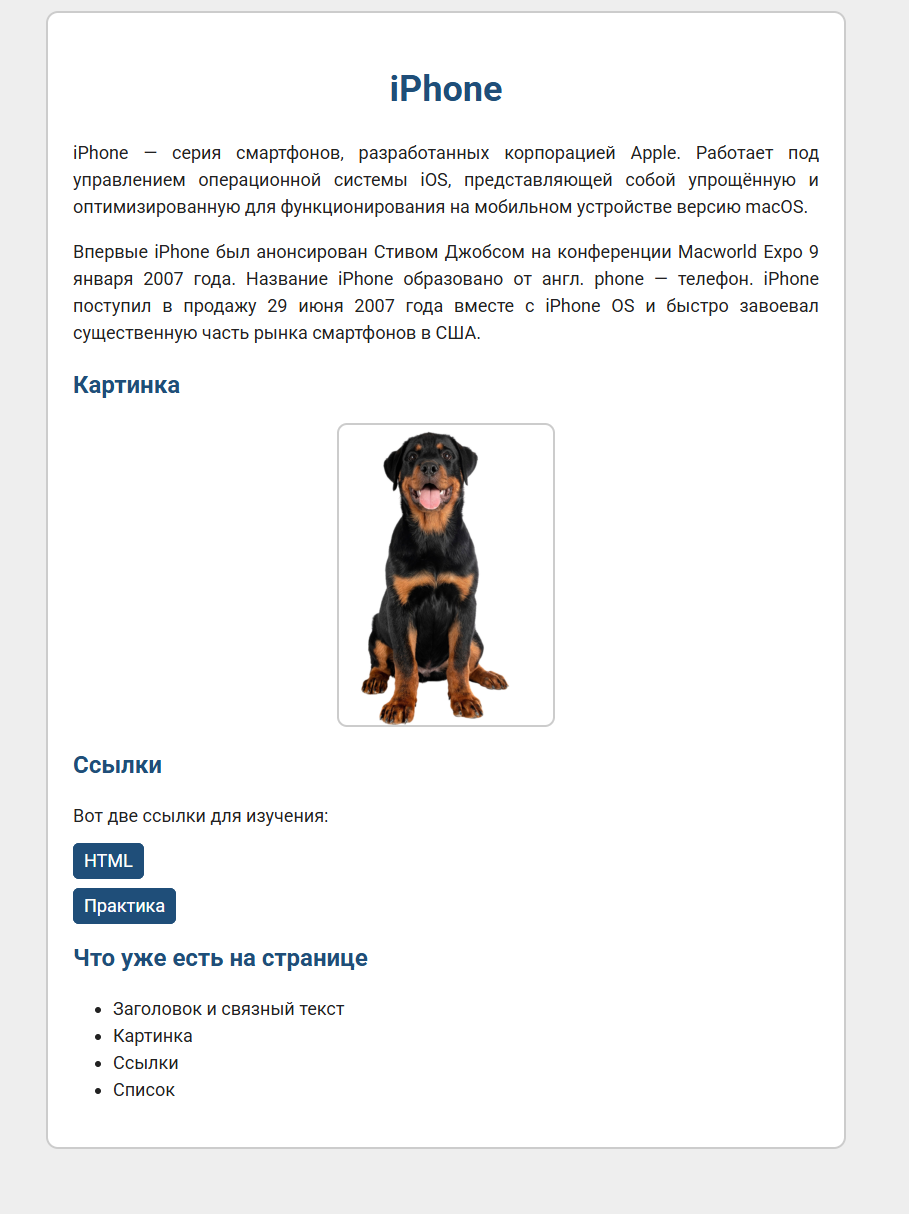 iPhone
iPhone — серия смартфонов, разработанных корпорацией Apple. Работает под
управлением операционной системы iOS, представляющей собой упрощённую и
оптимизированную для функционирования на мобильном устройстве версию macOS.
Впервые iPhone был анонсирован Стивом Джобсом на конференции Macworld Expo 9
января 2007 года. Название iPhone образовано от англ. phone — телефон. iPhone
поступил в продажу 29 июня 2007 года вместе с iPhone OS и быстро завоевал
существенную часть рынка смартфонов в США.
Картинка
Ссылки
Вот две ссылки для изучения:
HTML
Практика
Что уже есть на странице
• Заголовок и связный текст
• Картинка
• Ссылки
• Список